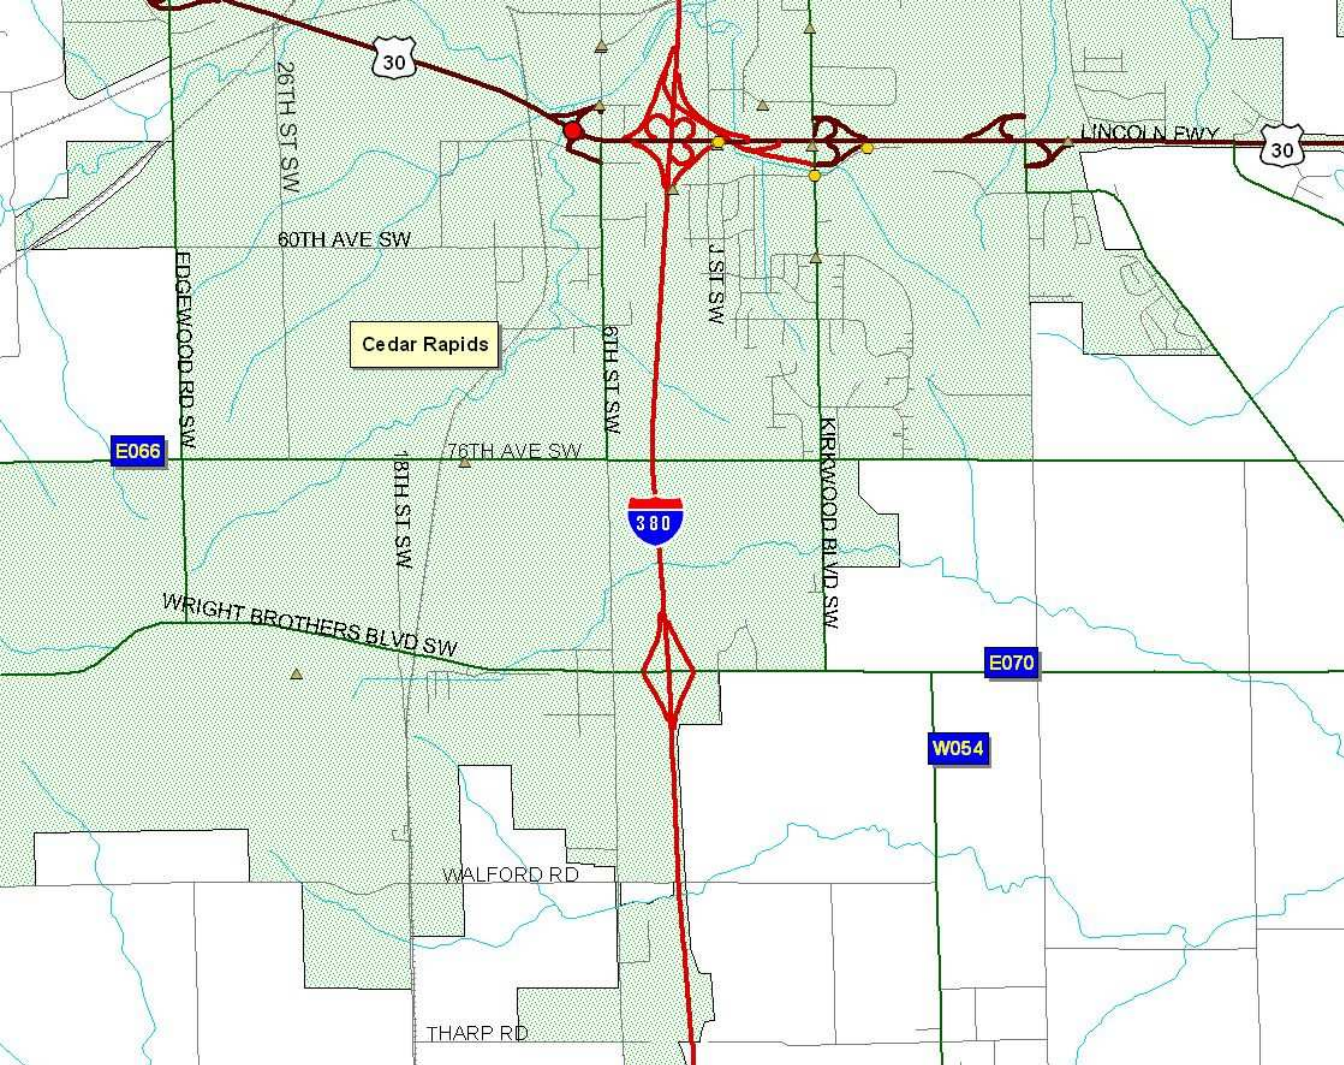 30
26TH ST SW
LINCOLN FWY
30
60TH AVE SW
EDGEWOOD RD SW
J ST SW
Cedar Rapids
6TH ST SW
E066
76TH AVE SW
18TH ST SW
KIRKWOOD BLVD SW
380
WRIGHT BROTHERS BLVD SW
E070
W054
WALFORD RD
THARP RD